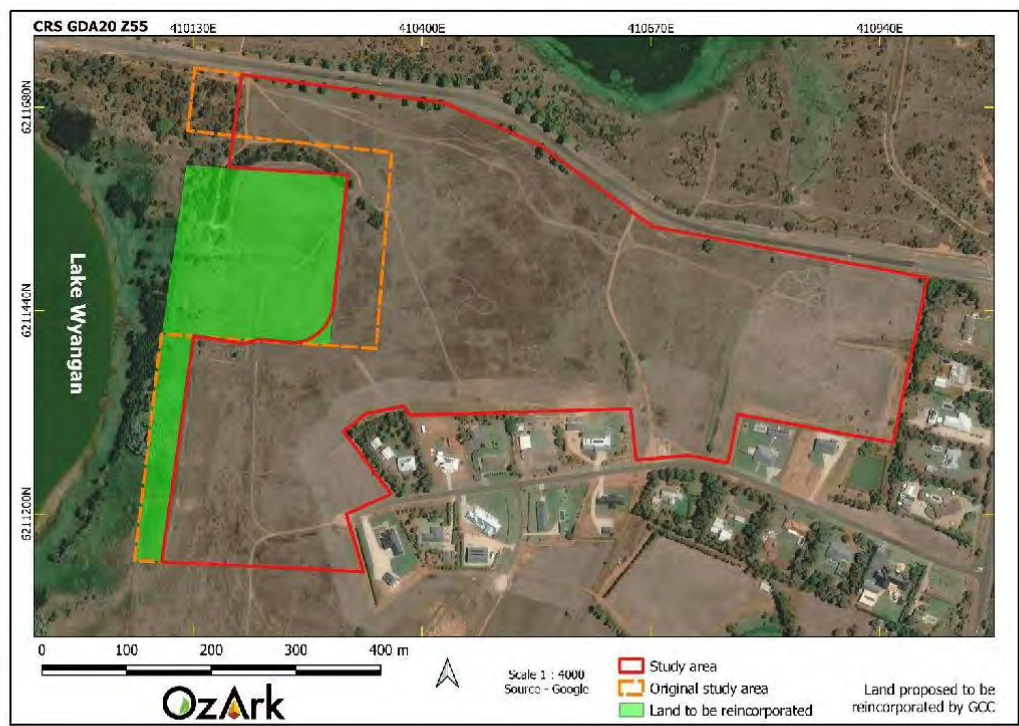 CRS GDA20 Z55
410130E 410400E 410670E 410940E
6211680N
6211440N
6211200N
Lake Wyangan
0 100 200 300 400 m
OzArk
Scale 1 : 4000
Source - Google
Study area
Original study area
Land to be reincorporated
Land proposed to be
reincorporated by GCC